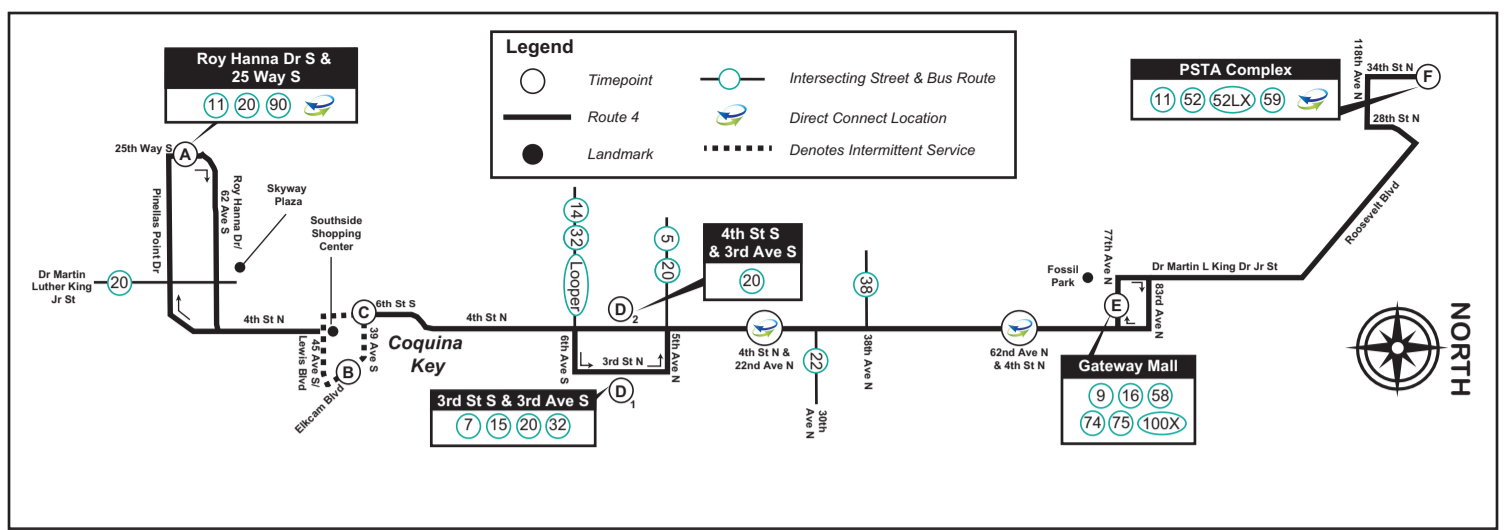 Roy Hanna Dr S &
25 Way S
11 20 90
25th Way S
A
Pinellas Point Dr
Roy Hanna Dr/
62 Ave S
Skyway
Plaza
Southside
Shopping
Center
Dr Martin
Luther King
Jr St
20
4th St N
45 Ave S/
Lewis Blvd
Elkcam Blvd
B
39 Ave S
C
6th St S
Coquina
Key
4th St N
Legend
Timepoint
Route 4
Landmark
Intersecting Street & Bus Route
Direct Connect Location
Denotes Intermittent Service
14
32
Looper
6th Ave S
3rd St N
5
20
5th Ave N
D2
4th St S
& 3rd Ave S
20
D1
3rd St S & 3rd Ave S
7 15 20 32
4th St N &
22nd Ave N
22
30th
Ave N
38
38th Ave N
62nd Ave N
& 4th St N
Fossil
Park
77th Ave N
E
83rd Ave N
Dr Martin L King Dr Jr St
Gateway Mall
9 16 58
74 75 100X
Roosevelt Blvd
28th St N
118th Ave N
34th St N
F
PSTA Complex
11 52 52LX 59
NORTH